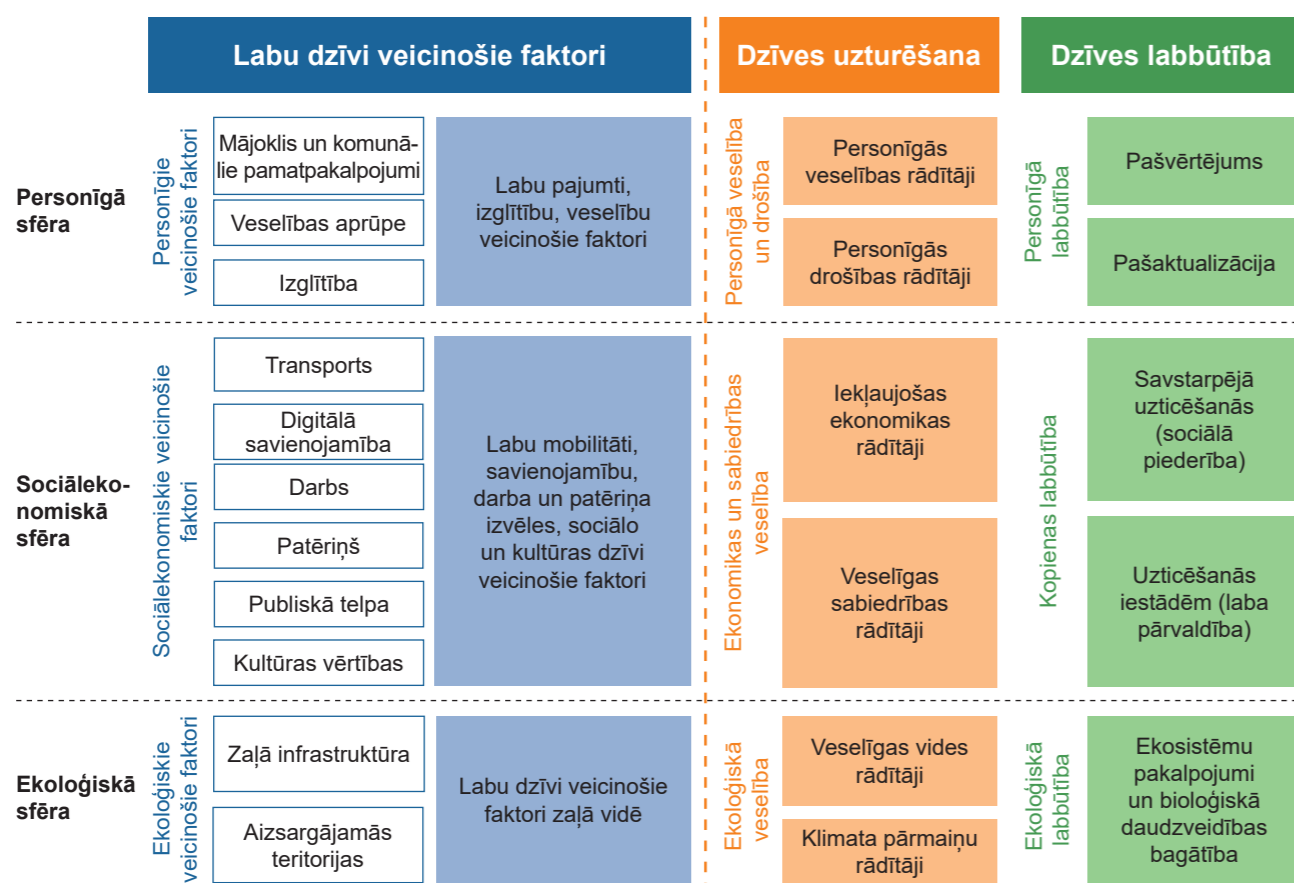 Labu dzīvi veicinošie faktori
Dzīves uzturēšana
Dzīves labbūtība
Personīgā
sfēra
Personīgie
veicinošie faktori
Mājoklis un komunā-
lie pamatpakalpojumi
Veselības aprūpe
Izglītība
Labu pajumti,
izglītību, veselību
veicinošie faktori
Personīgā veselība
un drošība
Personīgās
veselības rādītāji
Personīgās
drošības rādītāji
Personīgā
labbūtība
Pašvērtējums
Pašaktualizācija
Sociāleko-
nomiskā
sfēra
Sociālekonomiskie veicinošie
faktori
Transports
Digitālā
savienojamība
Darbs
Patēriņš
Publiskā telpa
Kultūras vērtības
Labu mobilitāti,
savienojamību,
darba un patēriņa
izvēles, sociālo
un kultūras dzīvi
veicinošie faktori
Ekonomikas un sabiedrības
veselība
Iekļaujošas
ekonomikas
rādītāji
Veselīgas
sabiedrības
rādītāji
Kopienas labbūtība
Savstarpējā
uzticēšanās
(sociālā
piederība)
Uzticēšanās
iestādēm (laba
pārvaldība)
Ekoloģiskā
sfēra
Ekoloģiskie
veicinošie faktori
Zaļā infrastruktūra
Aizsargājamās
teritorijas
Labu dzīvi veicinošie
faktori zaļā vidē
Ekoloģiskā
veselība
Veselīgas vides
rādītāji
Klimata pārmaiņu
rādītāji
Ekoloģiskā
labbūtība
Ekosistēmu
pakalpojumi
un bioloģiskā
daudzveidības
bagātība